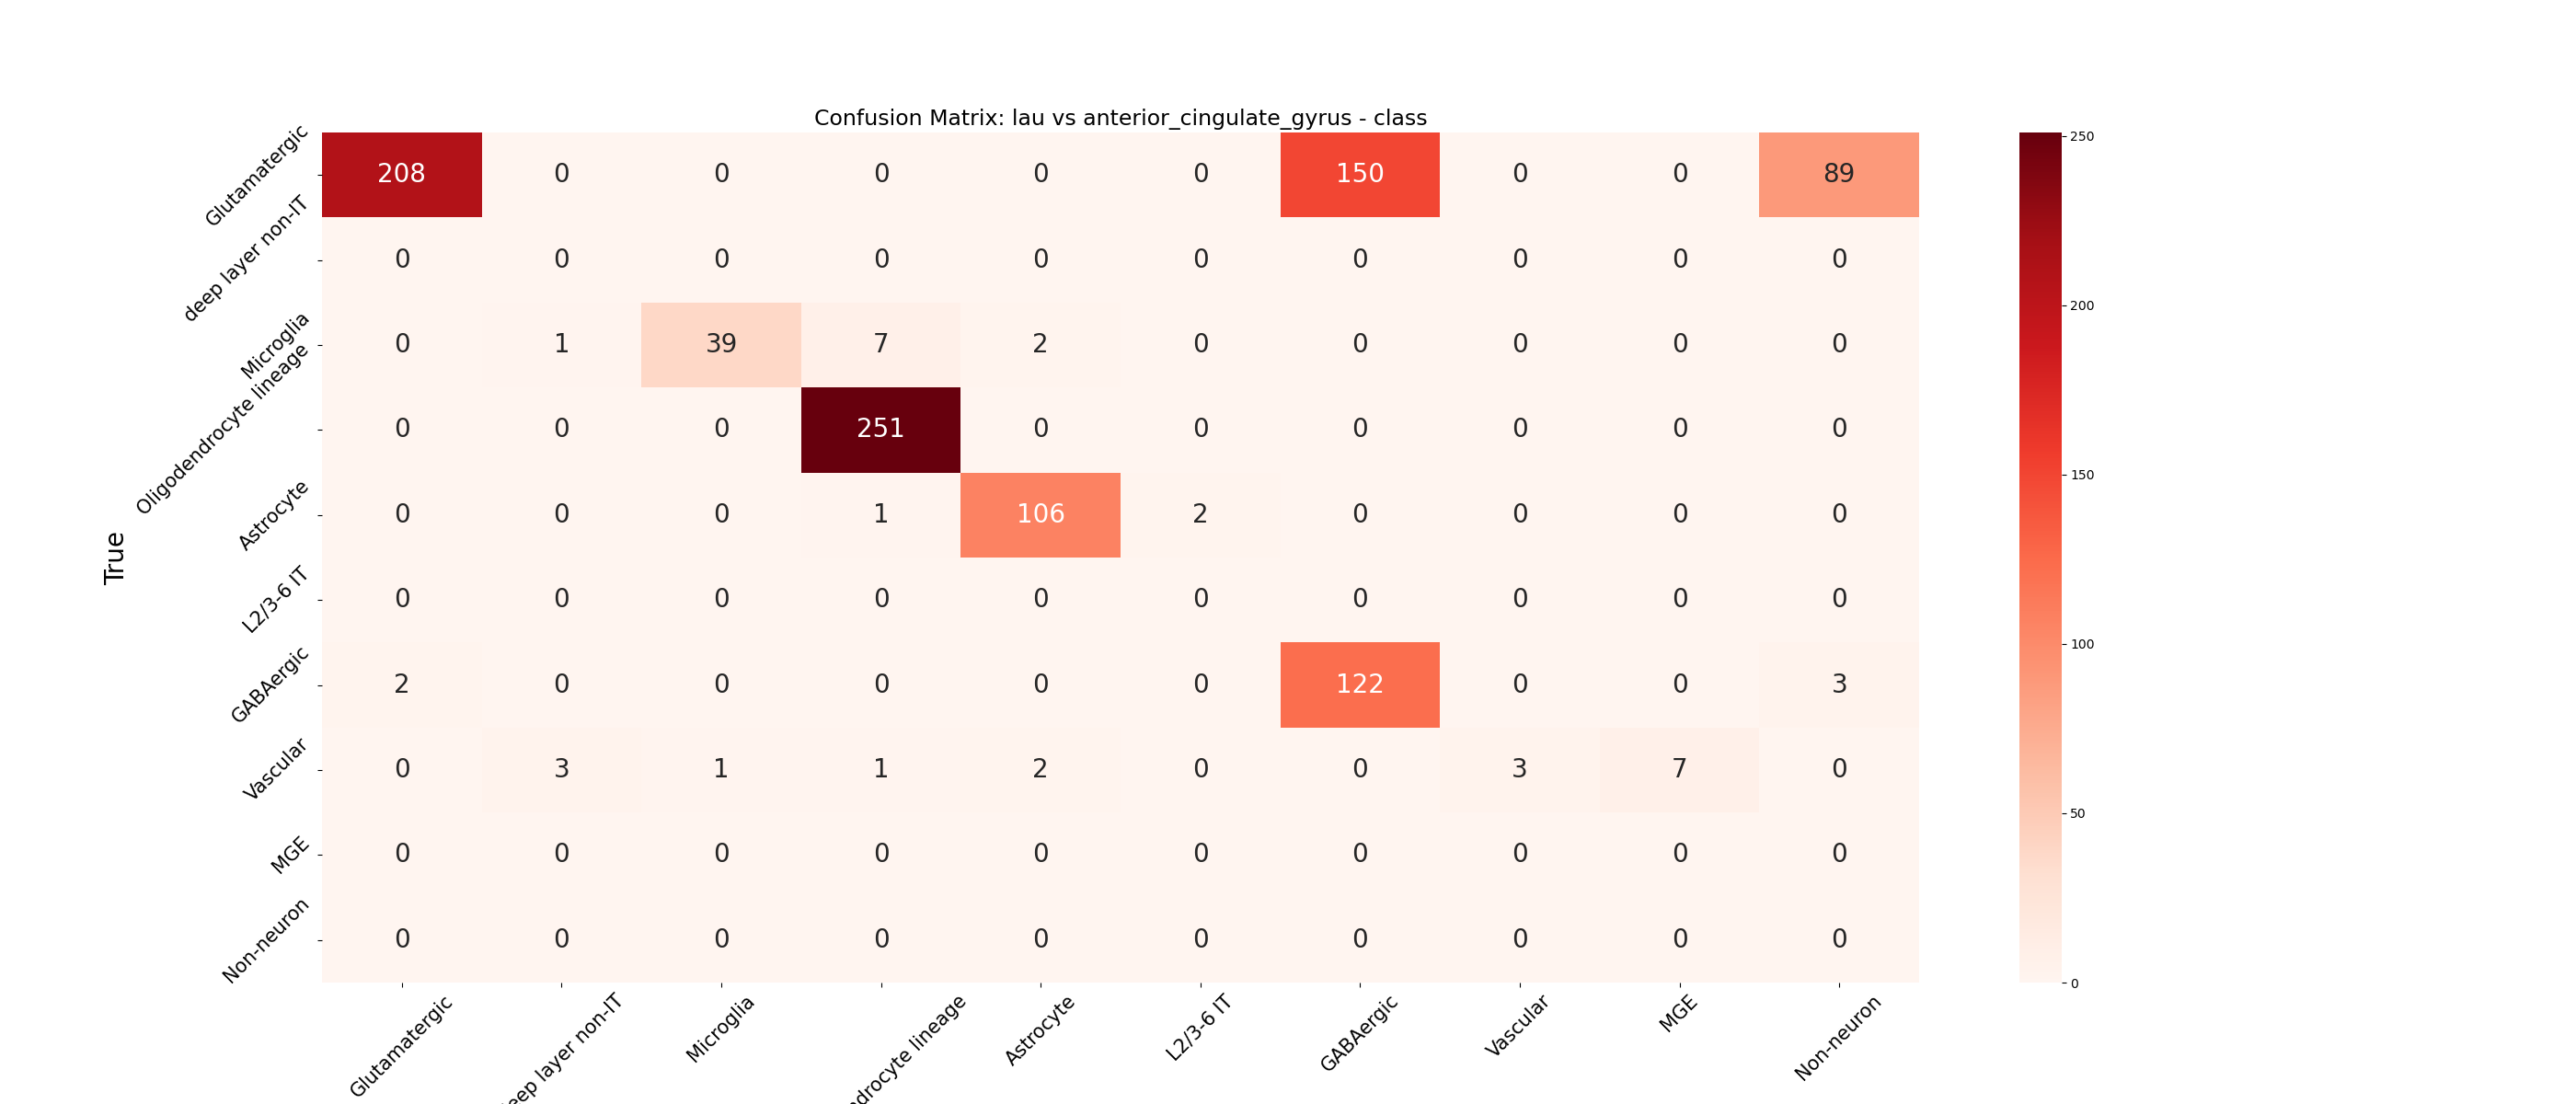 Confusion Matrix: lau vs anterior_cingulate_gyrus - class
True
Glutamatergic 208 0 0 0 0 0 150 0 0 89
deep layer non-IT 0 0 0 0 0 0 0 0 0 0
Microglia 0 1 39 7 2 0 0 0 0 0
Oligodendrocyte lineage 0 0 0 251 0 0 0 0 0 0
Astrocyte 0 0 0 1 106 2 0 0 0 0
L2/3-6 IT 0 0 0 0 0 0 0 0 0 0
GABAergic 2 0 0 0 0 0 122 0 0 3
Vascular 0 3 1 1 2 0 0 3 7 0
MGE 0 0 0 0 0 0 0 0 0 0
Non-neuron 0 0 0 0 0 0 0 0 0 0
Glutamatergic
eep layer non-IT
Microglia
ndrocyte lineage
Astrocyte
L2/3-6 IT
GABAergic
Vascular
MGE
Non-neuron
250
200
150
100
50
0